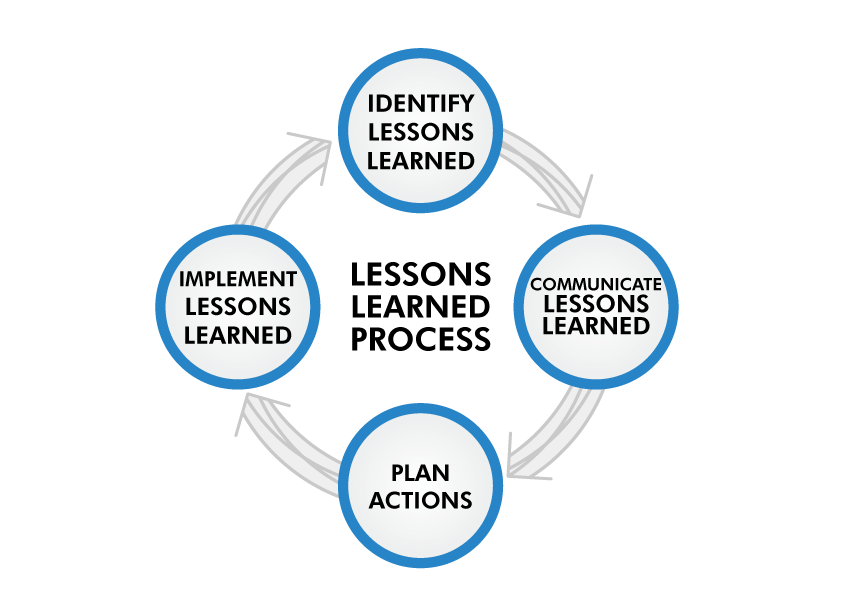 IDENTIFY
LESSONS
LEARNED
IMPLEMENT
LESSONS
LEARNED
LESSONS
LEARNED
PROCESS
COMMUNICATE
LESSONS
LEARNED
PLAN
ACTIONS